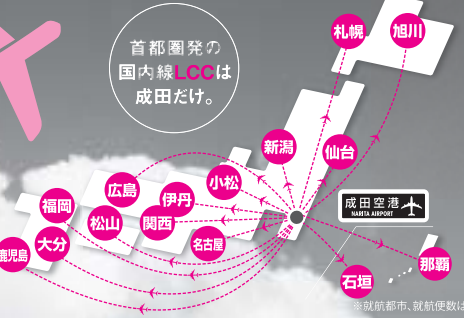 首都圏発の
国内線LCCは
成田だけ。
札幌
旭川
新潟
仙台
小松
広島
伊丹
福岡
松山
関西
大分
名古屋
鹿児島
成田空港
NARITA AIRPORT
那覇
石垣
※就航都市、就航便数は